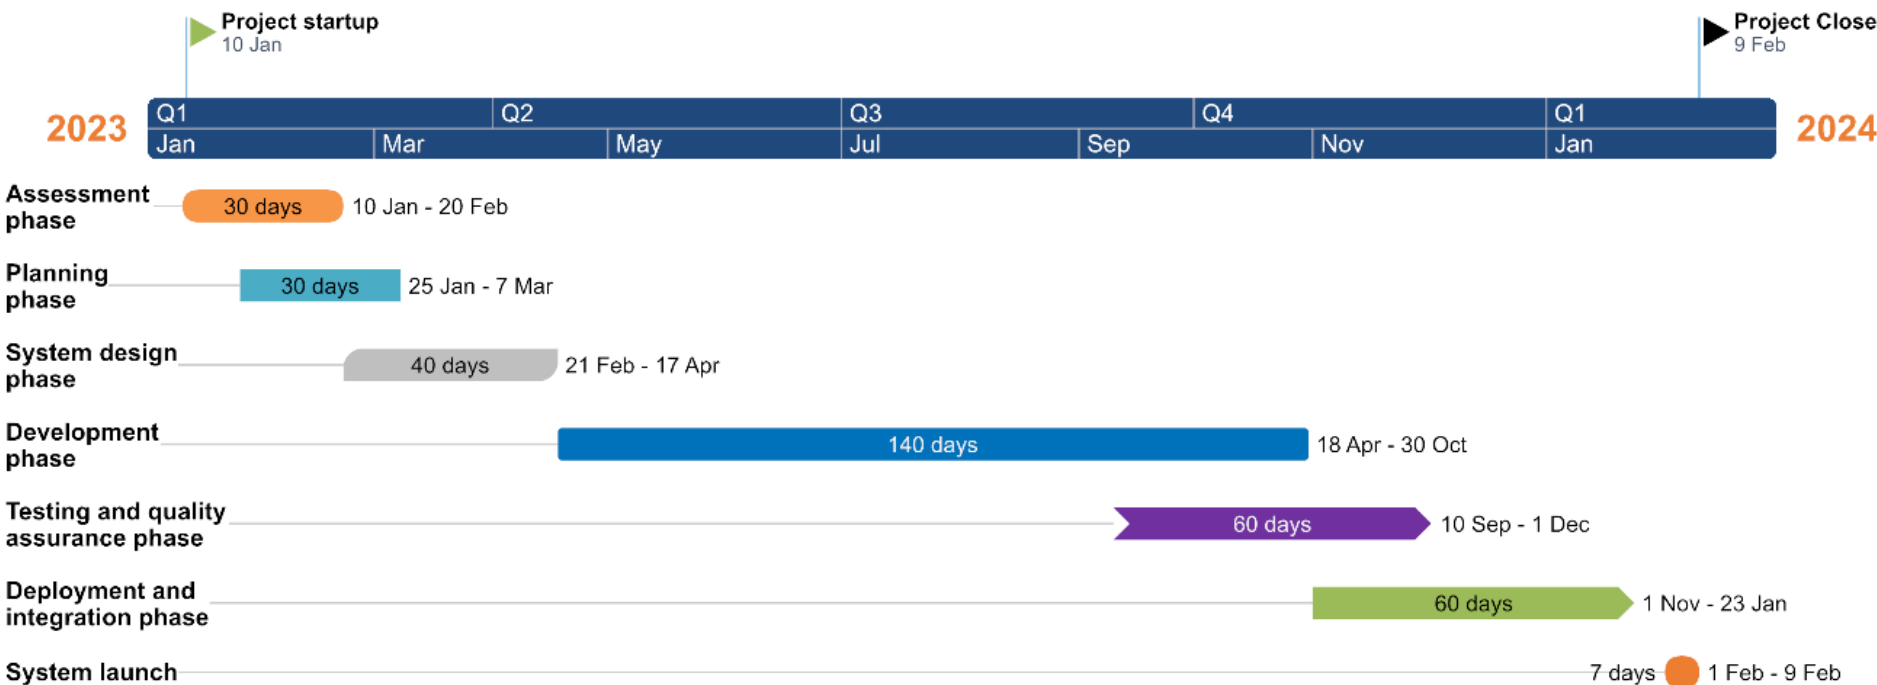 Project startup
10 Jan
Project Close
9 Feb
2023
Q1 Q2 Q3 Q4 Q1
Jan Mar May Jul Sep Nov Jan
2024
Assessment
phase
30 days
10 Jan - 20 Feb
Planning
phase
30 days
25 Jan - 7 Mar
System design
phase
40 days
21 Feb - 17 Apr
Development
phase
140 days
18 Apr - 30 Oct
Testing and quality
assurance phase
60 days
10 Sep - 1 Dec
Deployment and
integration phase
60 days
1 Nov - 23 Jan
System launch
7 days
1 Feb - 9 Feb